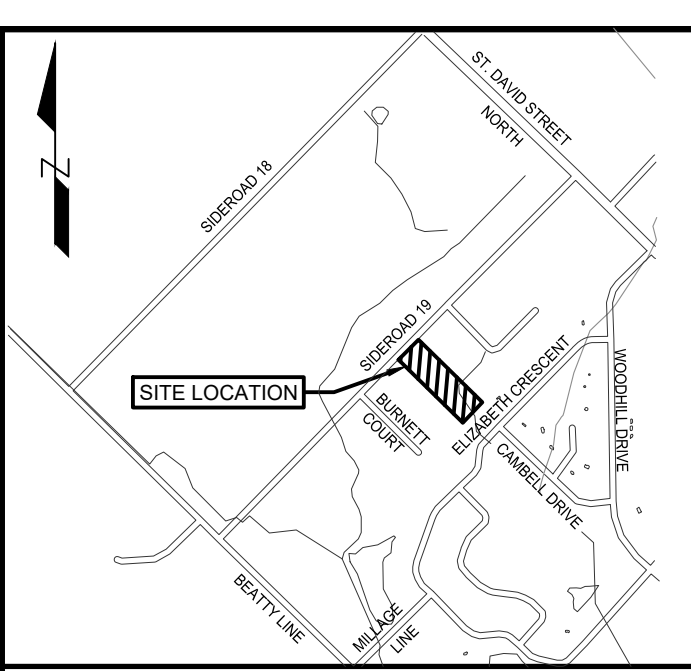 ST. DAVID STREET
NORTH
SIDEROAD 18
N
SIDEROAD 19
SITE LOCATION
BURNETT
COURT
ELIZABETH CRESCENT
WOODHILL DRIVE
CAMBELL DRIVE
BEATTY LINE
MILLAGE
LINE